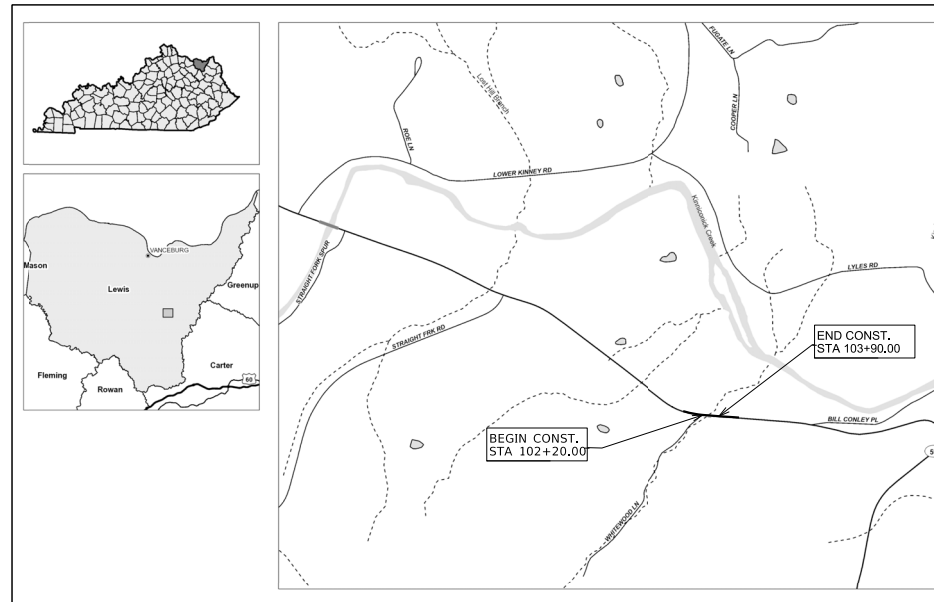 VANCEBURG
Mason
Lewis
Greenup
Fleming
Rowan
Carter
60
FUGATE LN
COOPER LN
Lost Hill Branch
ROE LN
LOWER KINNEY RD
Kinniconick Creek
STRAIGHT FORK SPUR
LYLES RD
STRAIGHT FRK RD
END CONST.
STA 103+90.00
BILL CONLEY PL
BEGIN CONST.
STA 102+20.00
WHITEWOOD LN